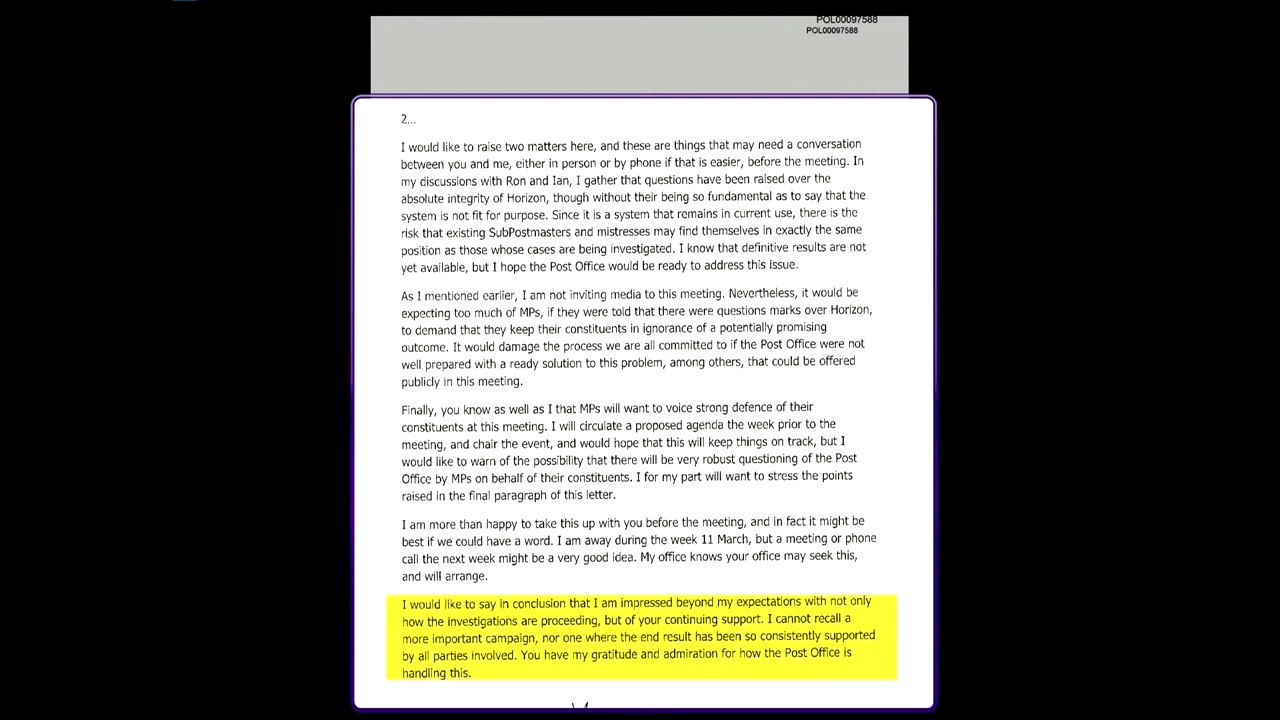 POL00097588
POL00097588
2...
I would like to raise two matters here, and these are things that may need a conversation
between you and me, either in person or by phone if that is easier, before the meeting. In
my discussions with Ron and Ian, I gather that questions have been raised over the
absolute integrity of Horizon, though without their being so fundamental as to say that the
system is not fit for purpose. Since it is a system that remains in current use, there is the
risk that existing SubPostmasters and mistresses may find themselves in exactly the same
position as those whose cases are being investigated. I know that definitive results are not
yet available, but I hope the Post Office would be ready to address this issue.
As I mentioned earlier, I am not inviting media to this meeting. Nevertheless, it would be
expecting too much of MPs, if they were told that there were questions marks over Horizon,
to demand that they keep their constituents in ignorance of a potentially promising
outcome. It would damage the process we are all committed to if the Post Office were not
well prepared with a ready solution to this problem, among others, that could be offered
publicly in this meeting.
Finally, you know as well as I that MPs will want to voice strong defence of their
constituents at this meeting. I will circulate a proposed agenda the week prior to the
meeting, and chair the event, and would hope that this will keep things on track, but I
would like to warn of the possibility that there will be very robust questioning of the Post
Office by MPs on behalf of their constituents. I for my part will want to stress the points
raised in the final paragraph of this letter.
I am more than happy to take this up with you before the meeting, and in fact it might be
best if we could have a word. I am away during the week 11 March, but a meeting or phone
call the next week might be a very good idea. My office knows your office may seek this,
and will arrange.
I would like to say in conclusion that I am impressed beyond my expectations with not only
how the investigations are proceeding, but of your continuing support. I cannot recall a
more important campaign, nor one where the end result has been so consistently supported
by all parties involved. You have my gratitude and admiration for how the Post Office is
handling this.